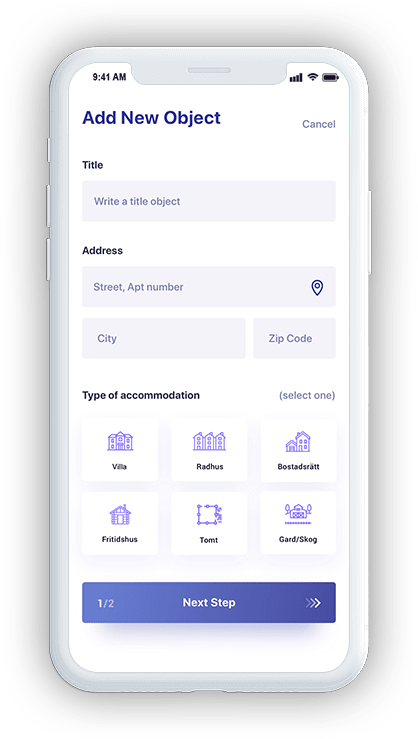 9:41 AM
Add New Object
Cancel
Title
Write a title object
Address
Street, Apt number
City
Zip Code
Type of accommodation
(select one)
Villa
Radhus
Bostadsrätt
Fritidshus
Tomt
Gard/Skog
1/2
Next Step